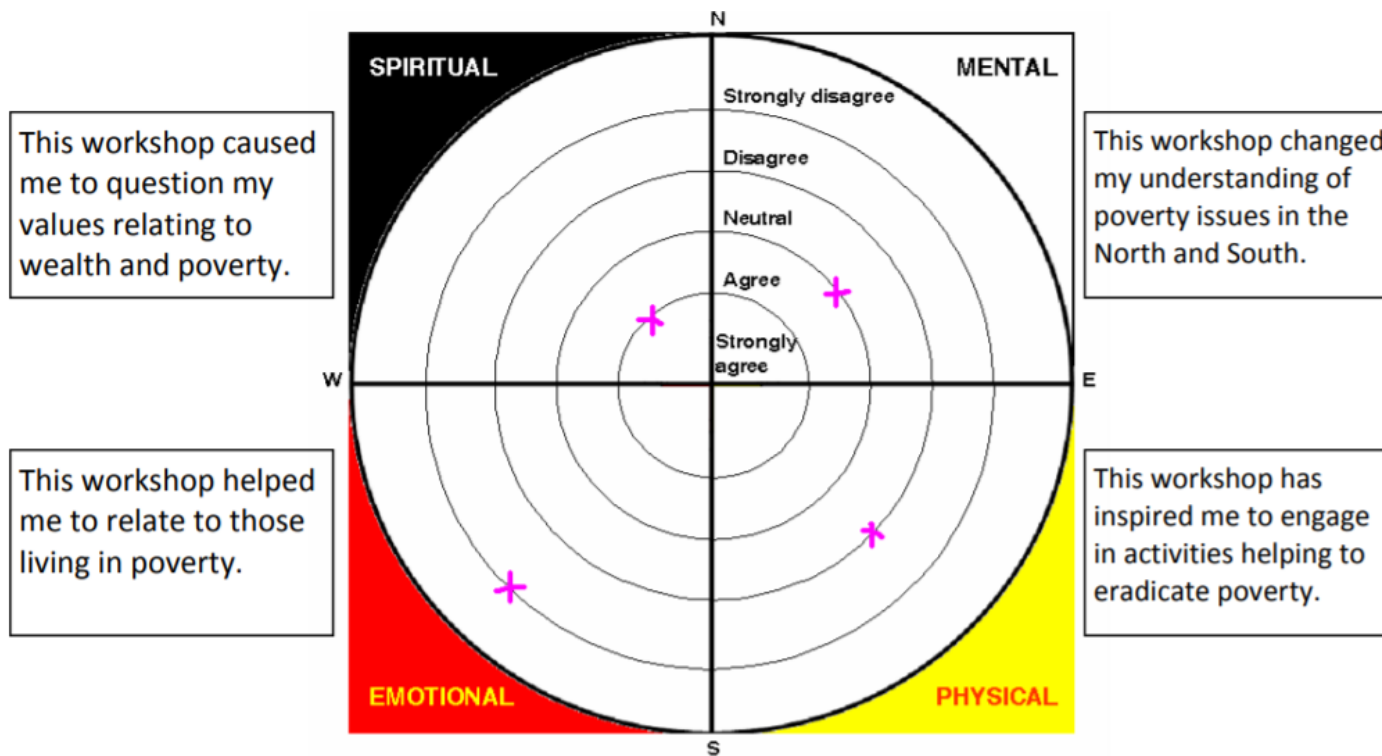 N
SPIRITUAL
MENTAL
Strongly disagree
Disagree
Neutral
Agree
Strongly
agree
W
E
S
EMOTIONAL
PHYSICAL
This workshop caused
me to question my
values relating to
wealth and poverty.
This workshop changed
my understanding of
poverty issues in the
North and South.
This workshop helped
me to relate to those
living in poverty.
This workshop has
inspired me to engage
in activities helping to
eradicate poverty.